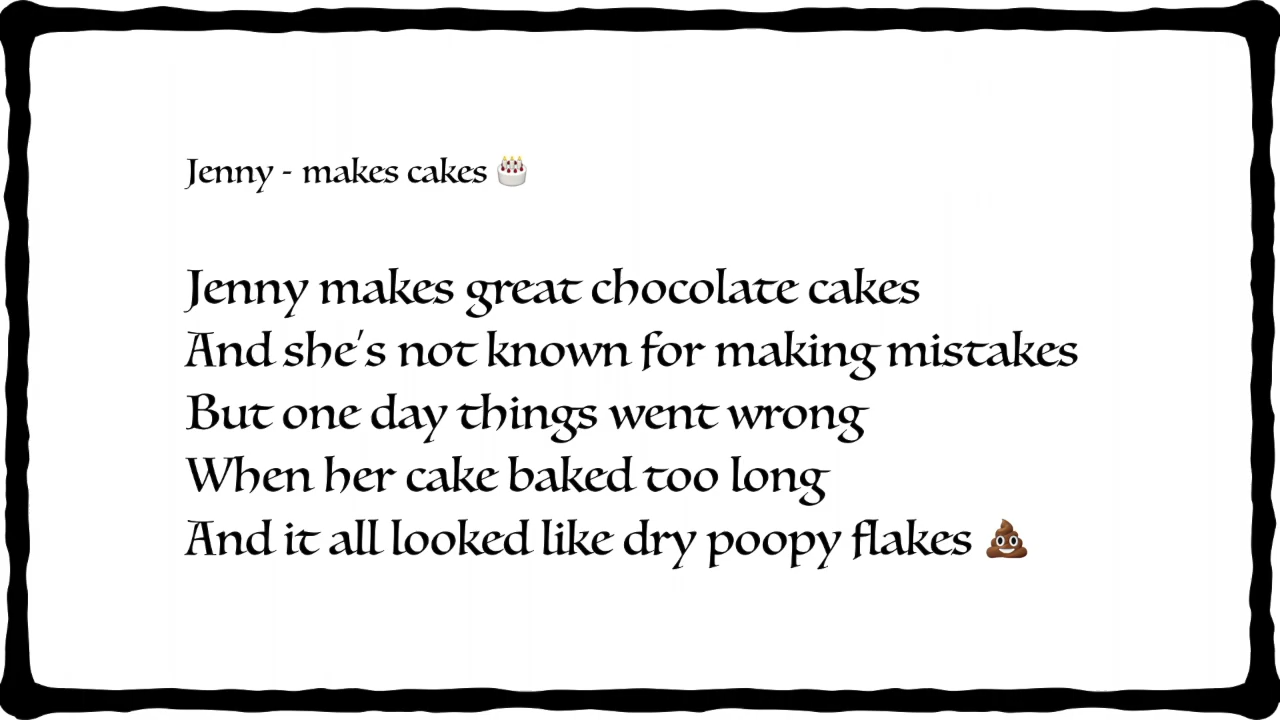 Jenny - makes cakes 🎂
Jenny makes great chocolate cakes
And she's not known for making mistakes
But one day things went wrong
When her cake baked too long
And it all looked like dry poopy flakes 💩